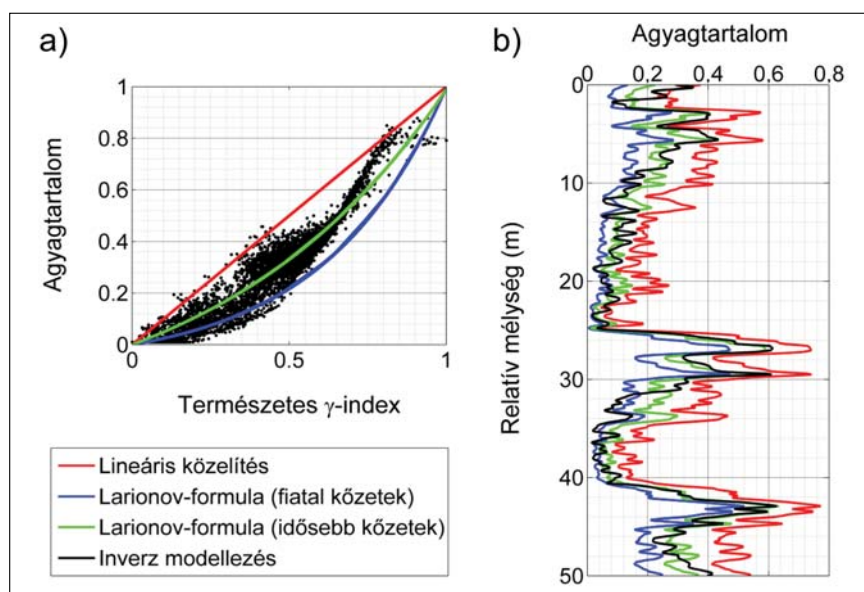 a)
Agyagtartalom
1
0.8
0.6
0.4
0.2
0
0 0.5 1
Természetes γ-index
Lineáris közelítés
Larionov-formula (fiatal kőzetek)
Larionov-formula (idősebb kőzetek)
Inverz modellezés
b)
Agyagtartalom
0 0.2 0.4 0.6 0.8
Relatív mélység (m)
0
10
20
30
40
50